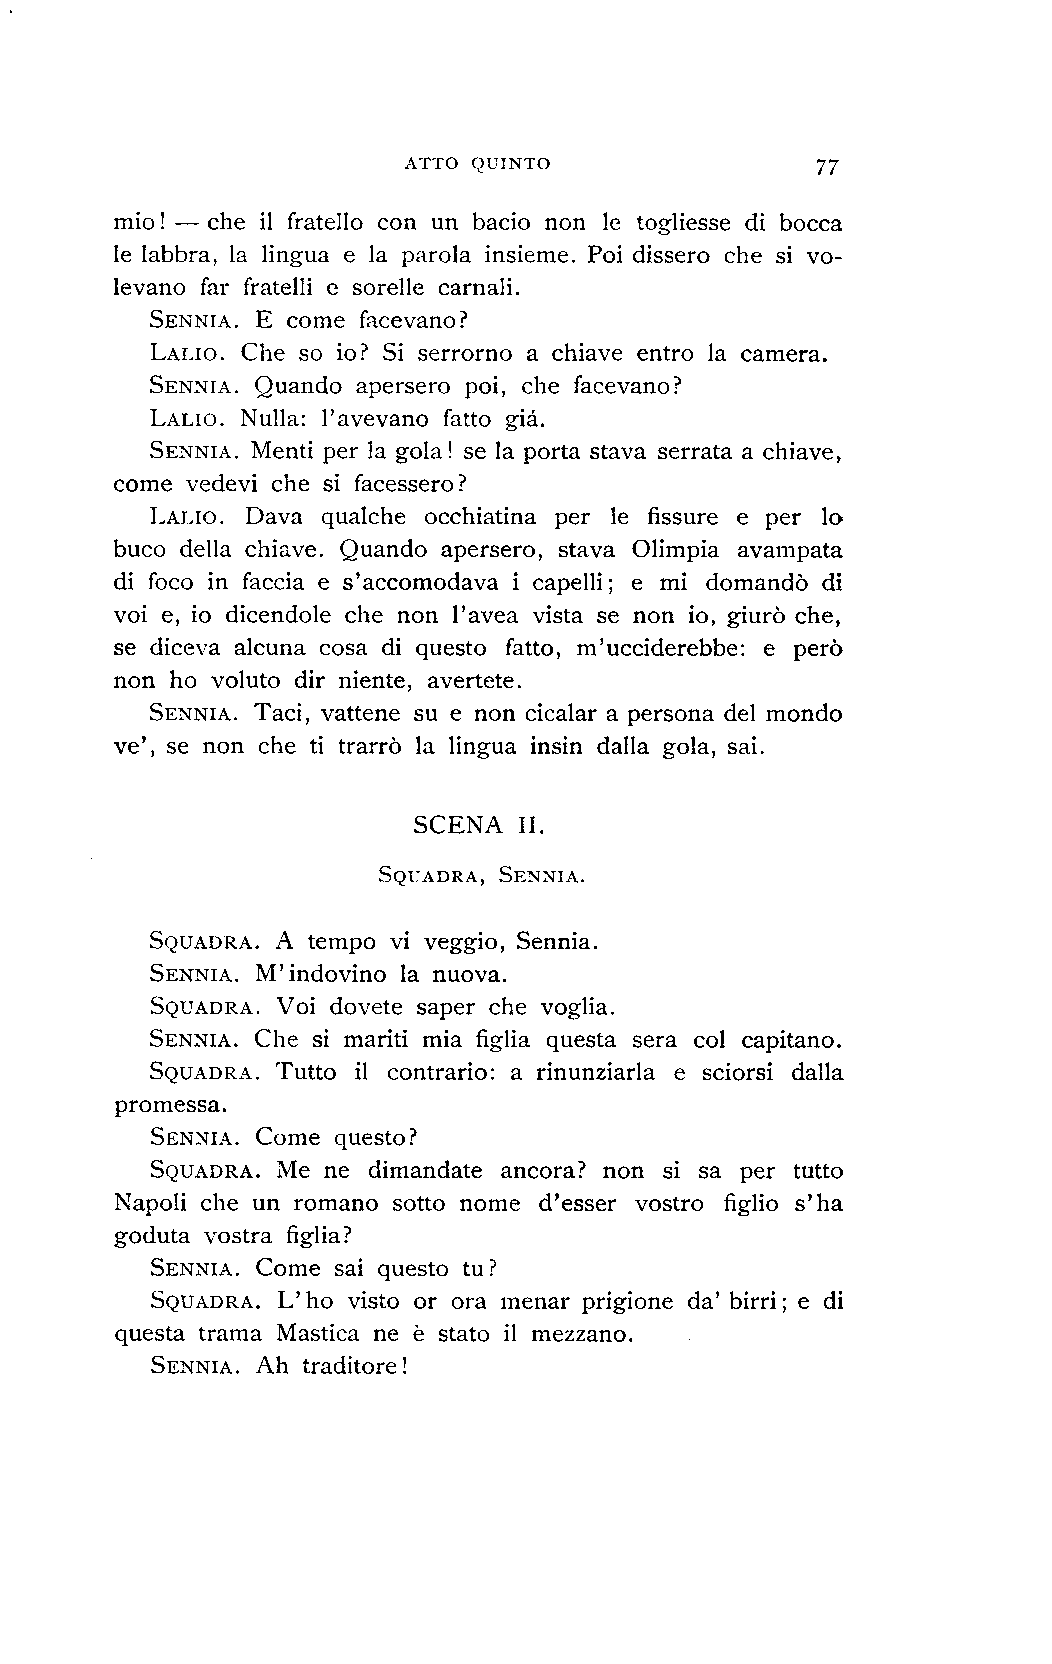 ATTO QUINTO 77
mio! — che il fratello con un bacio non le togliesse di bocca
le labbra, la lingua e la parola insieme. Poi dissero che si vo-
levano far fratelli e sorelle carnali.
SENNIA. E come facevano?
LALIO. Che so io? Si serrorno a chiave entro la camera.
SENNIA. Quando apersero poi, che facevano?
LALIO. Nulla: l'avevano fatto giá.
SENNIA. Menti per la gola! se la porta stava serrata a chiave,
come vedevi che si facessero?
LALIO. Dava qualche occhiatina per le fissure e per lo
buco della chiave. Quando apersero, stava Olimpia avampata
di foco in faccia e s'accomodava i capelli; e mi domandò di
voi e, io dicendole che non l'avea vista se non io, giurò che,
se diceva alcuna cosa di questo fatto, m'ucciderebbe: e però
non ho voluto dir niente, avertete.
SENNIA. Taci, vattene su e non cicalar a persona del mondo
ve', se non che ti trarrò la lingua insin dalla gola, sai.
SCENA II.
SQUADRA, SENNIA.
SQUADRA. A tempo vi veggio, Sennia.
SENNIA. M'indovino la nuova.
SQUADRA. Voi dovete saper che voglia.
SENNIA. Che si mariti mia figlia questa sera col capitano.
SQUADRA. Tutto il contrario: a rinunziarla e sciorsi dalla
promessa.
SENNIA. Come questo?
SQUADRA. Me ne dimandate ancora? non si sa per tutto
Napoli che un romano sotto nome d'esser vostro figlio s'ha
goduta vostra figlia?
SENNIA. Come sai questo tu?
SQUADRA. L'ho visto or ora menar prigione da' birri; e di
questa trama Mastica ne è stato il mezzano.
SENNIA. Ah traditore!